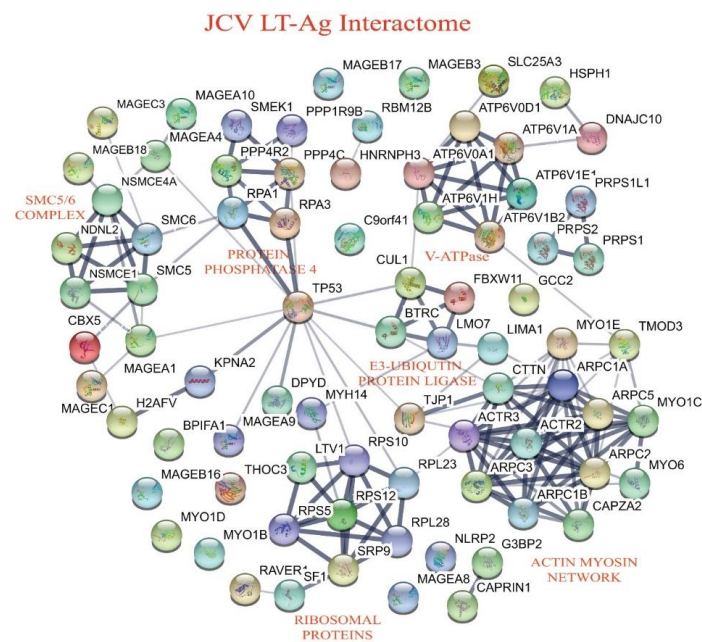 JCV LT-Ag Interactome
MAGEB17
MAGEB3
SLC25A3
HSPH1
MAGEC3
MAGEA10
SMEK1
PPP1R9B
RBM12B
ATP6V0D1
ATP6V1A
DNAJC10
MAGEA4
MAGEB18
PPP4R2
PPP4C
HNRNPH3
ATP6V0A1
NSMCE4A
RPA1
ATP6V1E1
PRPS1L1
SMC5/6
COMPLEX
SMC6
RPA3
C9orf41
ATP6V1H
ATP6V1B2
PRPS2
PRPS1
NDNL2
PROTEIN
PHOSPHATASE 4
V-ATPase
NSMCE1
SMC5
TP53
CUL1
FBXW11
GCC2
CBX5
BTRC
LMO7
LIMA1
MYO1E
TMOD3
MAGEA1
KPNA2
E3-UBIQUTIN
PROTEIN LIGASE
CTTN
ARPC1A
MAGEC1
H2AFV
DPYD
MYH14
TJP1
ARPC5
MYO1C
BPIFA1
MAGEA9
ACTR3
ACTR2
LTV1
RPS10
RPL23
ARPC3
ARPC2
MYO6
MAGEB16
THOC3
RPS12
ARPC1B
CAPZA2
RPS5
MYO1D
MYO1B
RPL28
SRP9
NLRP2
G3BP2
ACTIN MYOSIN
NETWORK
RAVER1
SF1
MAGEA8
CAPRIN1
RIBOSOMAL
PROTEINS